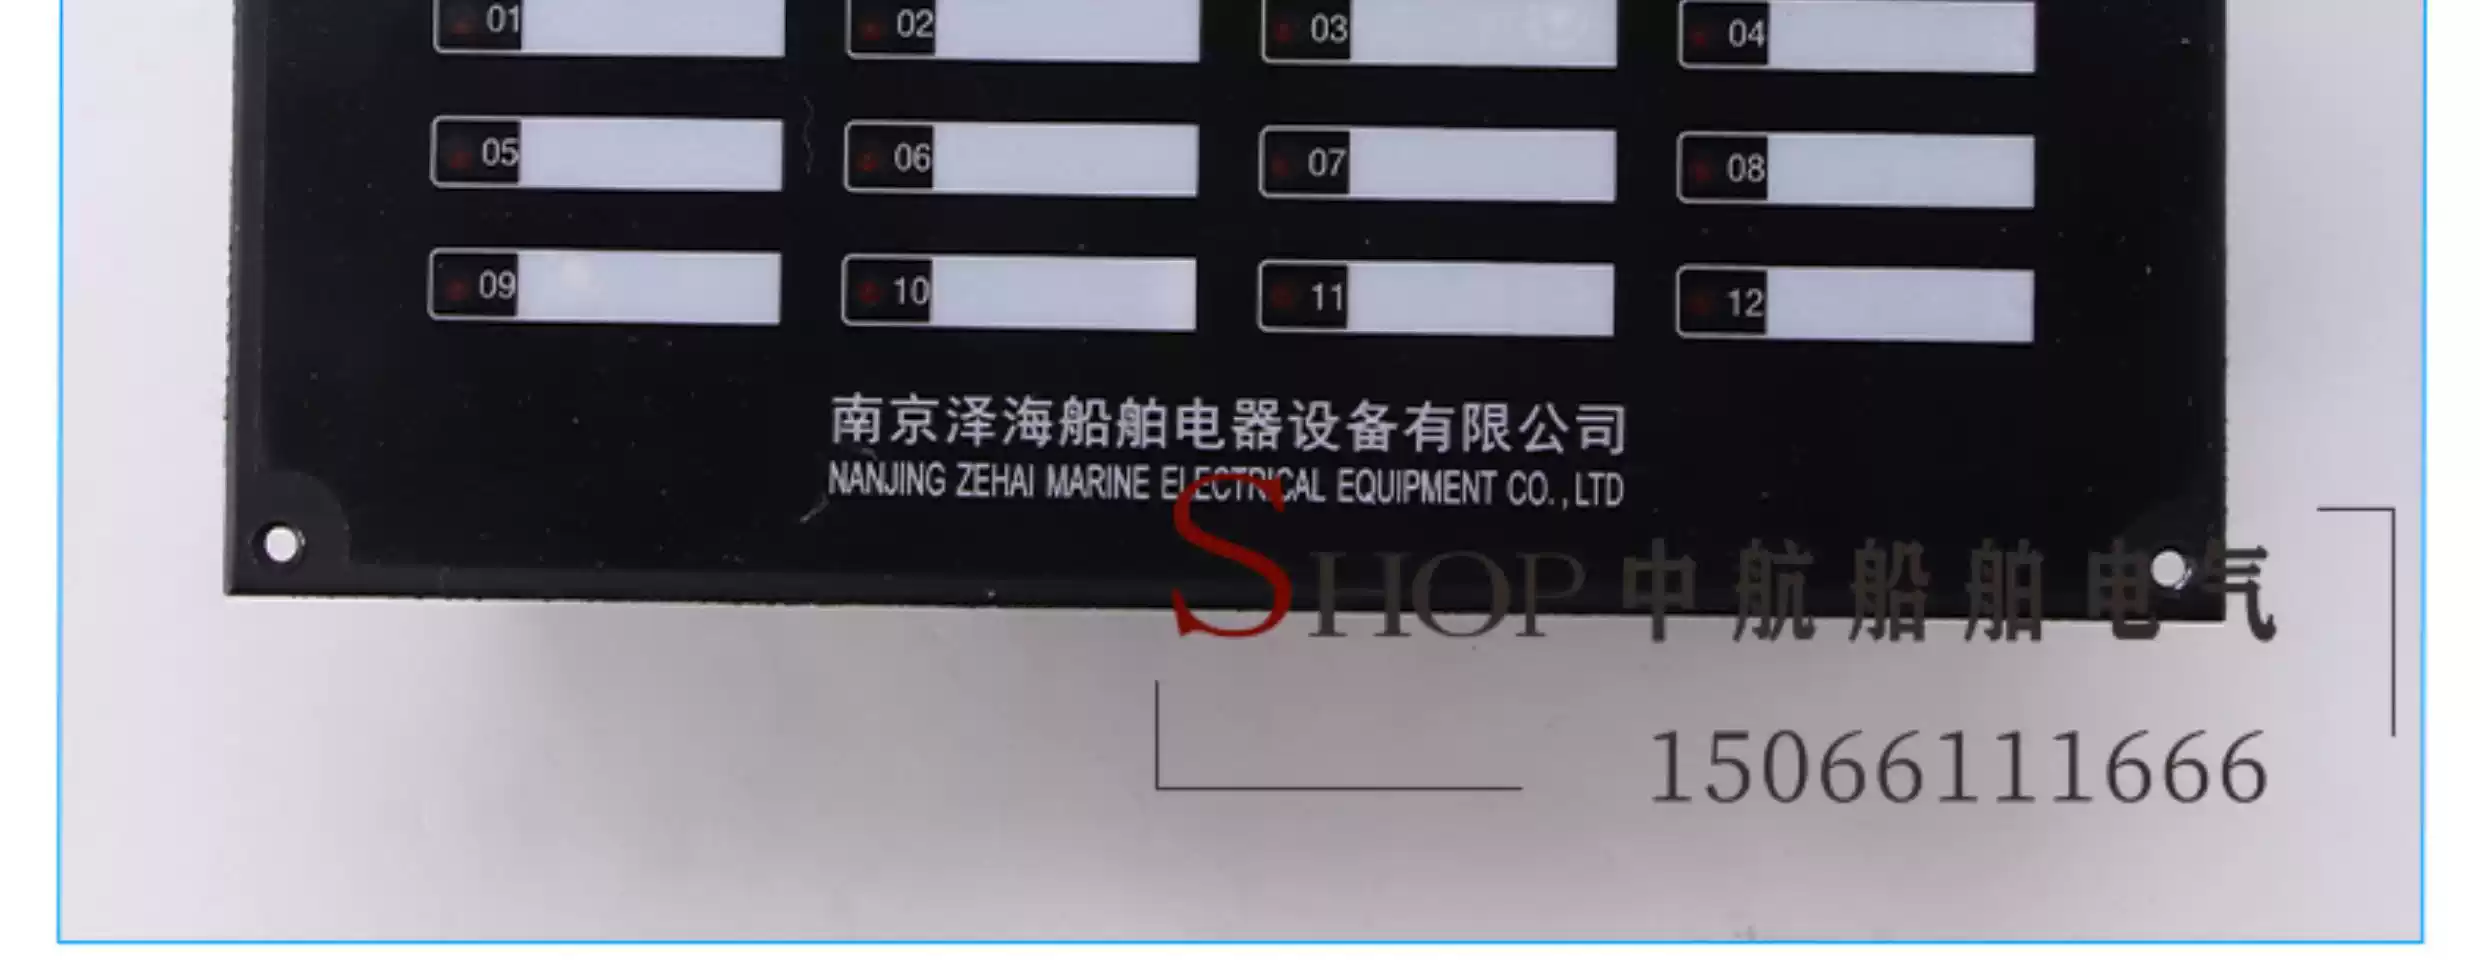 01 02 03 04
05 06 07 08
09 10 11 12
南京泽海船舶电器设备有限公司
NANJING ZEHAI MARINE ELECTRICAL EQUIPMENT CO.,LTD
SHOP 中航船舶电气
15066111666